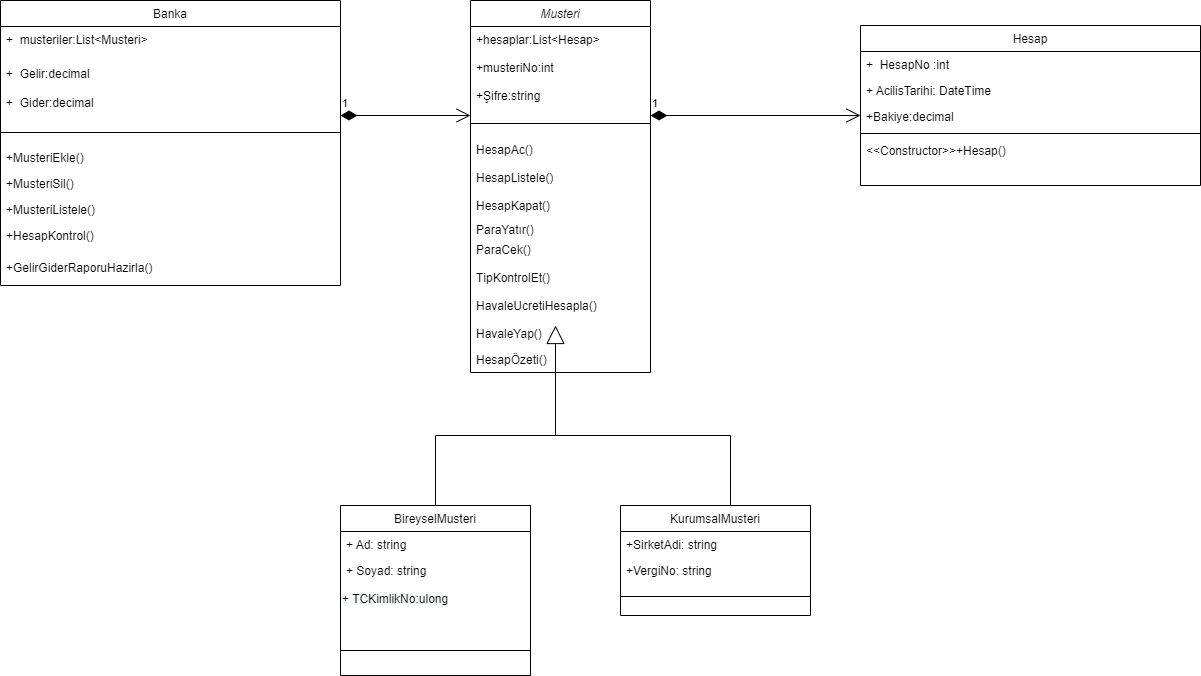 Banka
+ musteriler:List<Musteri>
+ Gelir:decimal
+ Gider:decimal
+MusteriEkle()
+MusteriSil()
+MusteriListele()
+HesapKontrol()
+GelirGiderRaporuHazirla()
1
Musteri
+hesaplar:List<Hesap>
+musteriNo:int
+Şifre:string
HesapAc()
HesapListele()
HesapKapat()
ParaYatır()
ParaCek()
TipKontrolEt()
HavaleUcretiHesapla()
HavaleYap()
HesapÖzeti()
1
Hesap
+ HesapNo :int
+ AcilisTarihi: DateTime
+Bakiye:decimal
<<Constructor>>+Hesap()
BireyselMusteri
+ Ad: string
+ Soyad: string
+ TCKimlikNo:ulong
KurumsalMusteri
+SirketAdi: string
+VergiNo: string